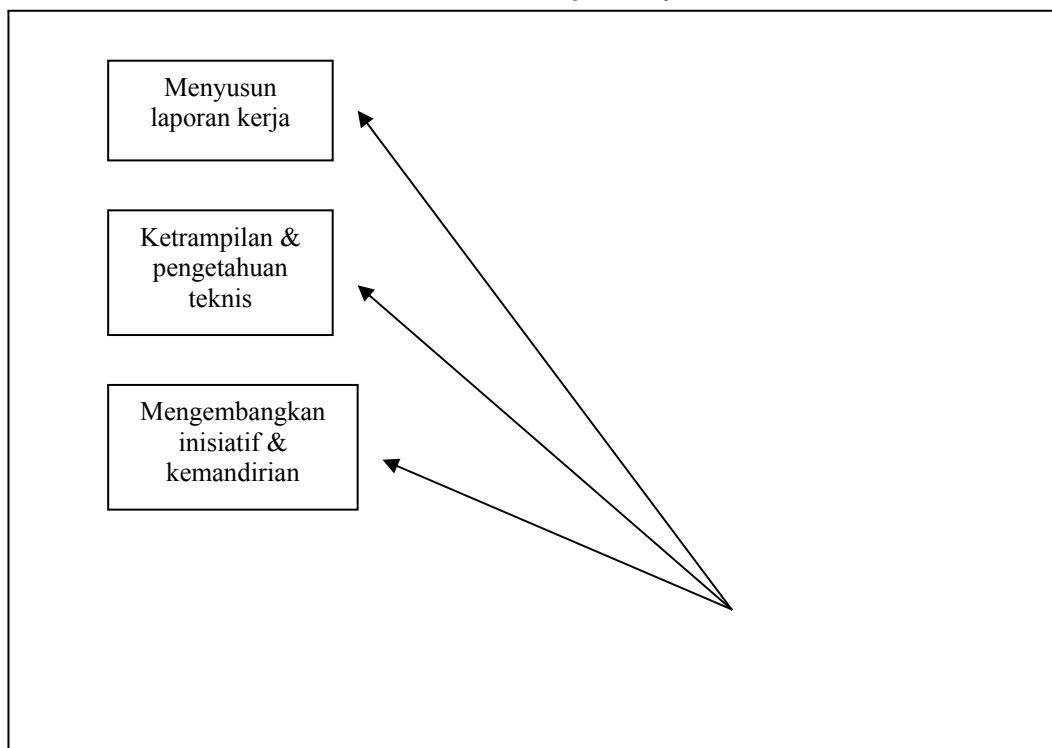 Menyusun
laporan kerja
Ketrampilan &
pengetahuan
teknis
Mengembangkan
inisiatif &
kemandirian